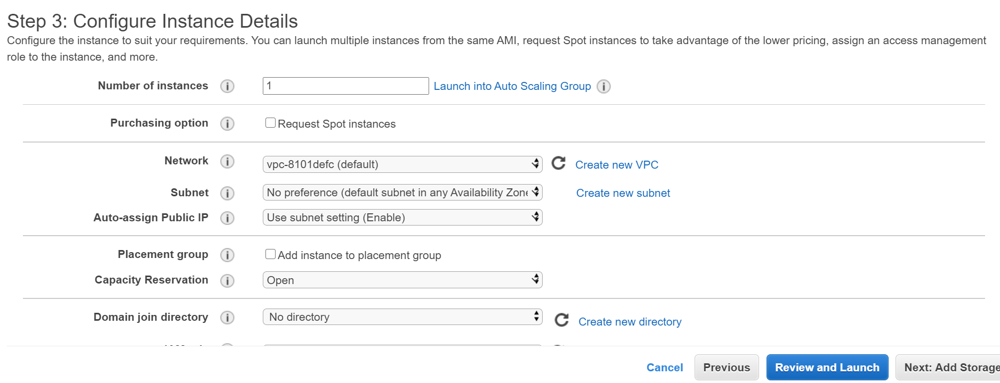 Step 3: Configure Instance Details
Configure the instance to suit your requirements. You can launch multiple instances from the same AMI, request Spot instances to take advantage of the lower pricing, assign an access management
role to the instance, and more.
Number of instances 1 Launch into Auto Scaling Group
Purchasing option Request Spot instances
Network vpc-8101defc (default) Create new VPC
Subnet No preference (default subnet in any Availability Zone Create new subnet
Auto-assign Public IP Use subnet setting (Enable)
Placement group Add instance to placement group
Capacity Reservation Open
Domain join directory No directory Create new directory
Cancel Previous Review and Launch Next: Add Storage